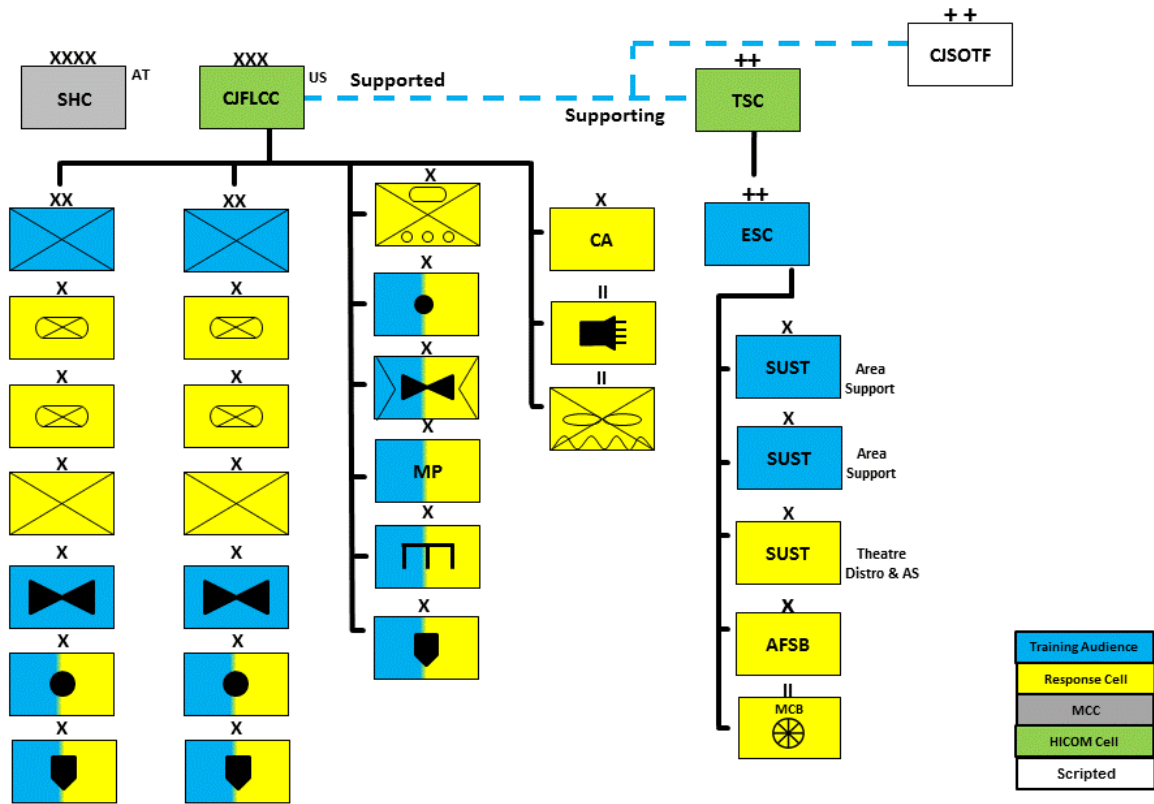 ++
XXXX
XXX
CJSOTF
AT
++
SHC
CJFLCC
US
Supported
TSC
Supporting
XX
XX
X
X
++
CA
ESC
X
X
X
II
X
X
X
X
SUST
Area
Support
II
X
X
X
X
MP
SUST
Area
Support
X
X
X
X
SUST
Theatre
Distro & AS
X
X
X
X
AFSB
Training Audience
Response Cell
II
MCB
MCC
HICOM Cell
Scripted
X
X